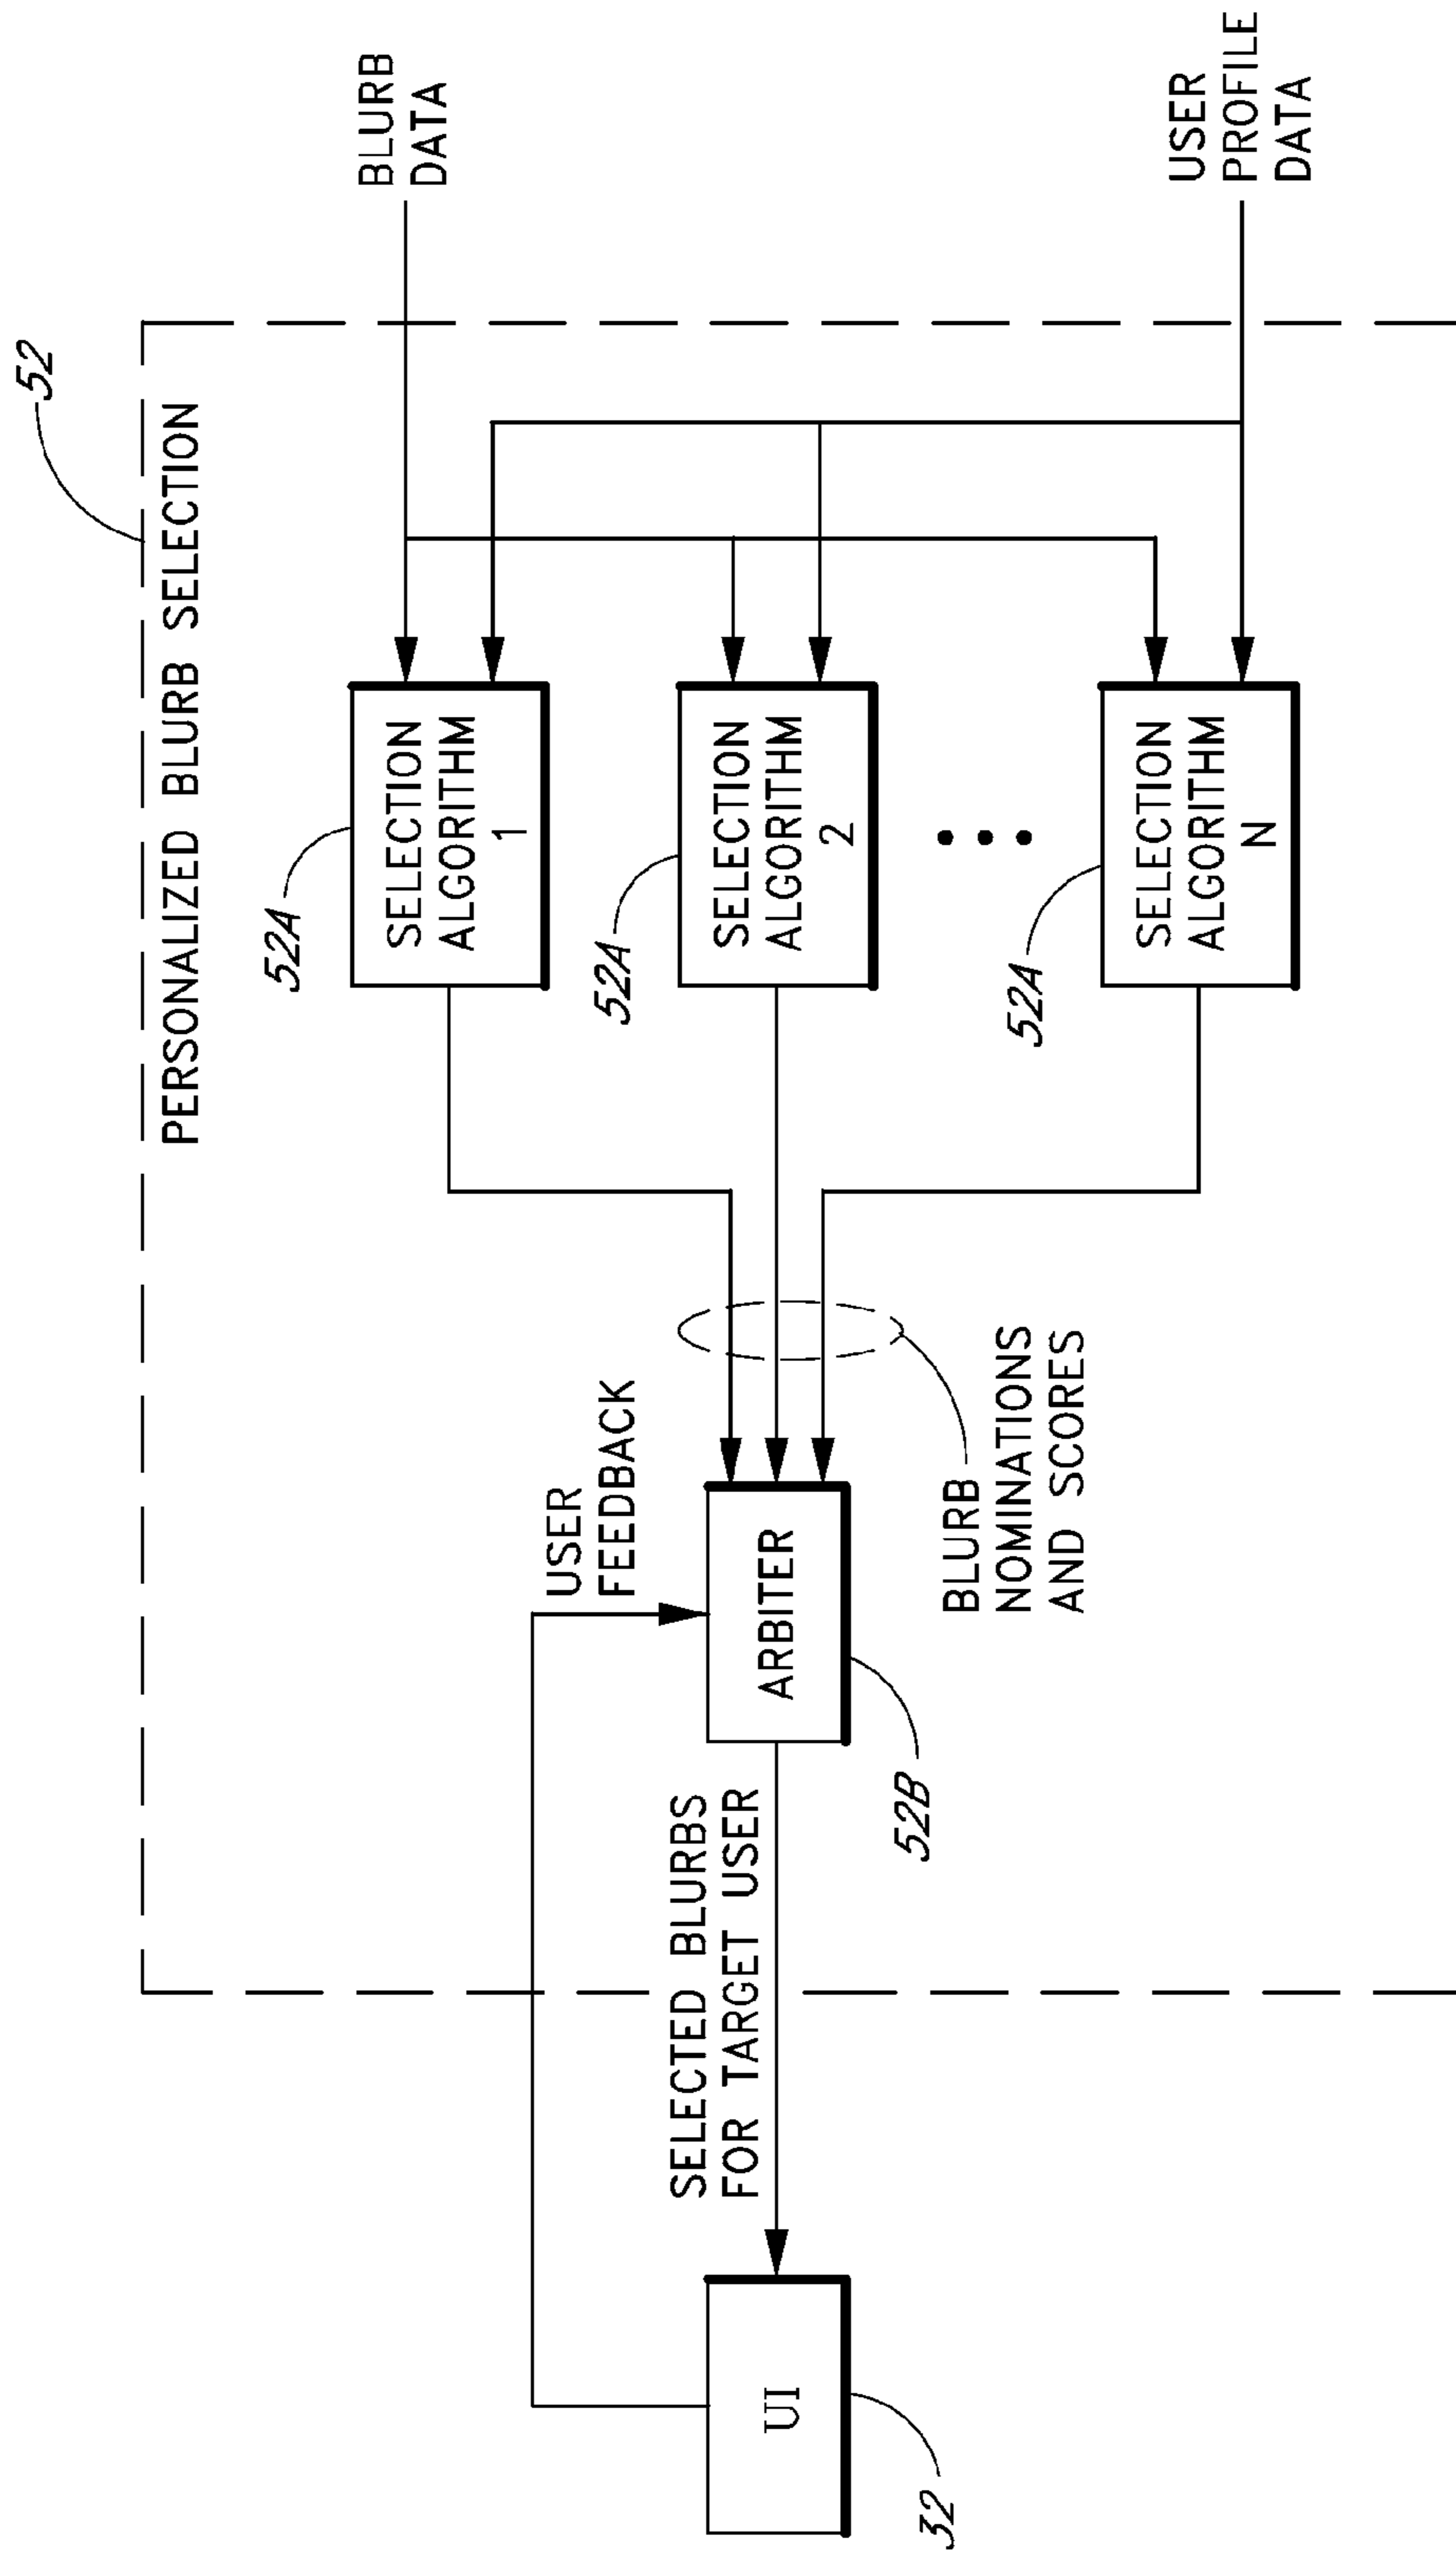 52
PERSONALIZED BLURB SELECTION
BLURB
DATA
52A
SELECTION
ALGORITHM
1
USER
FEEDBACK
52A
SELECTION
ALGORITHM
2
SELECTED BLURBS
FOR TARGET USER
UI
32
ARBITER
52B
BLURB
NOMINATIONS
AND SCORES
52A
SELECTION
ALGORITHM
N
USER
PROFILE
DATA